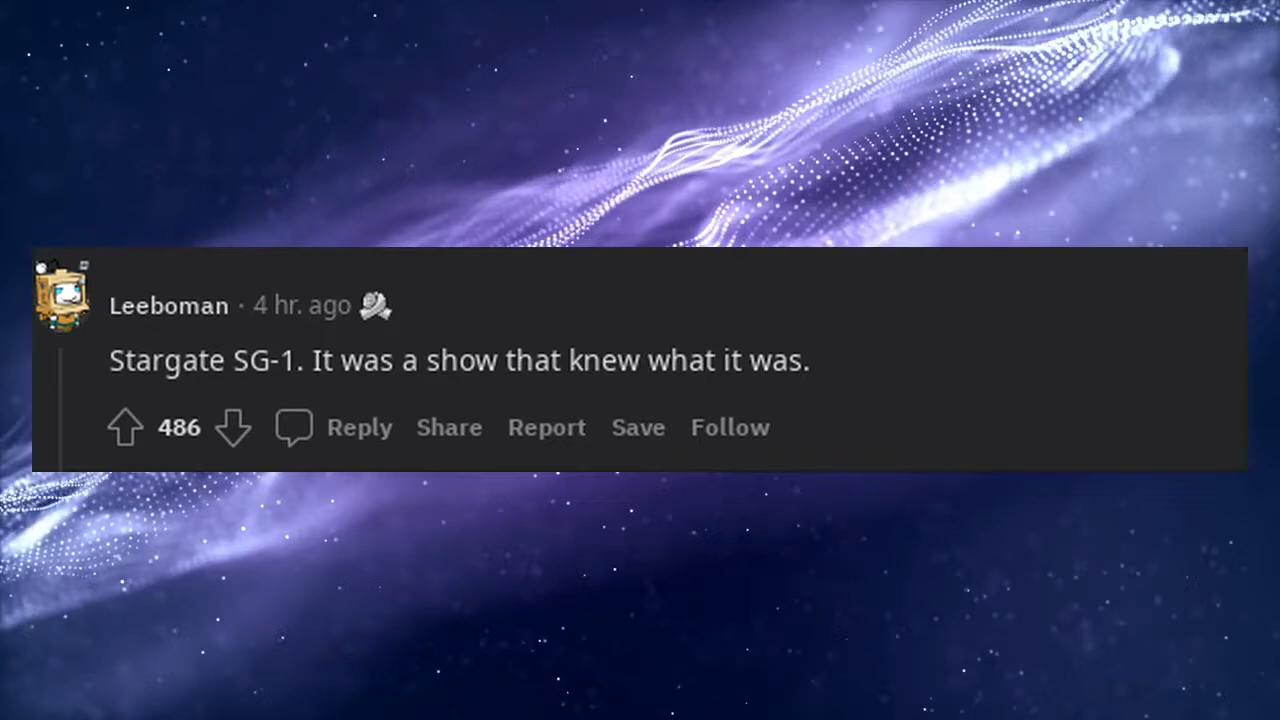 Leeboman · 4 hr. ago
Stargate SG-1. It was a show that knew what it was.
486 Reply Share Report Save Follow